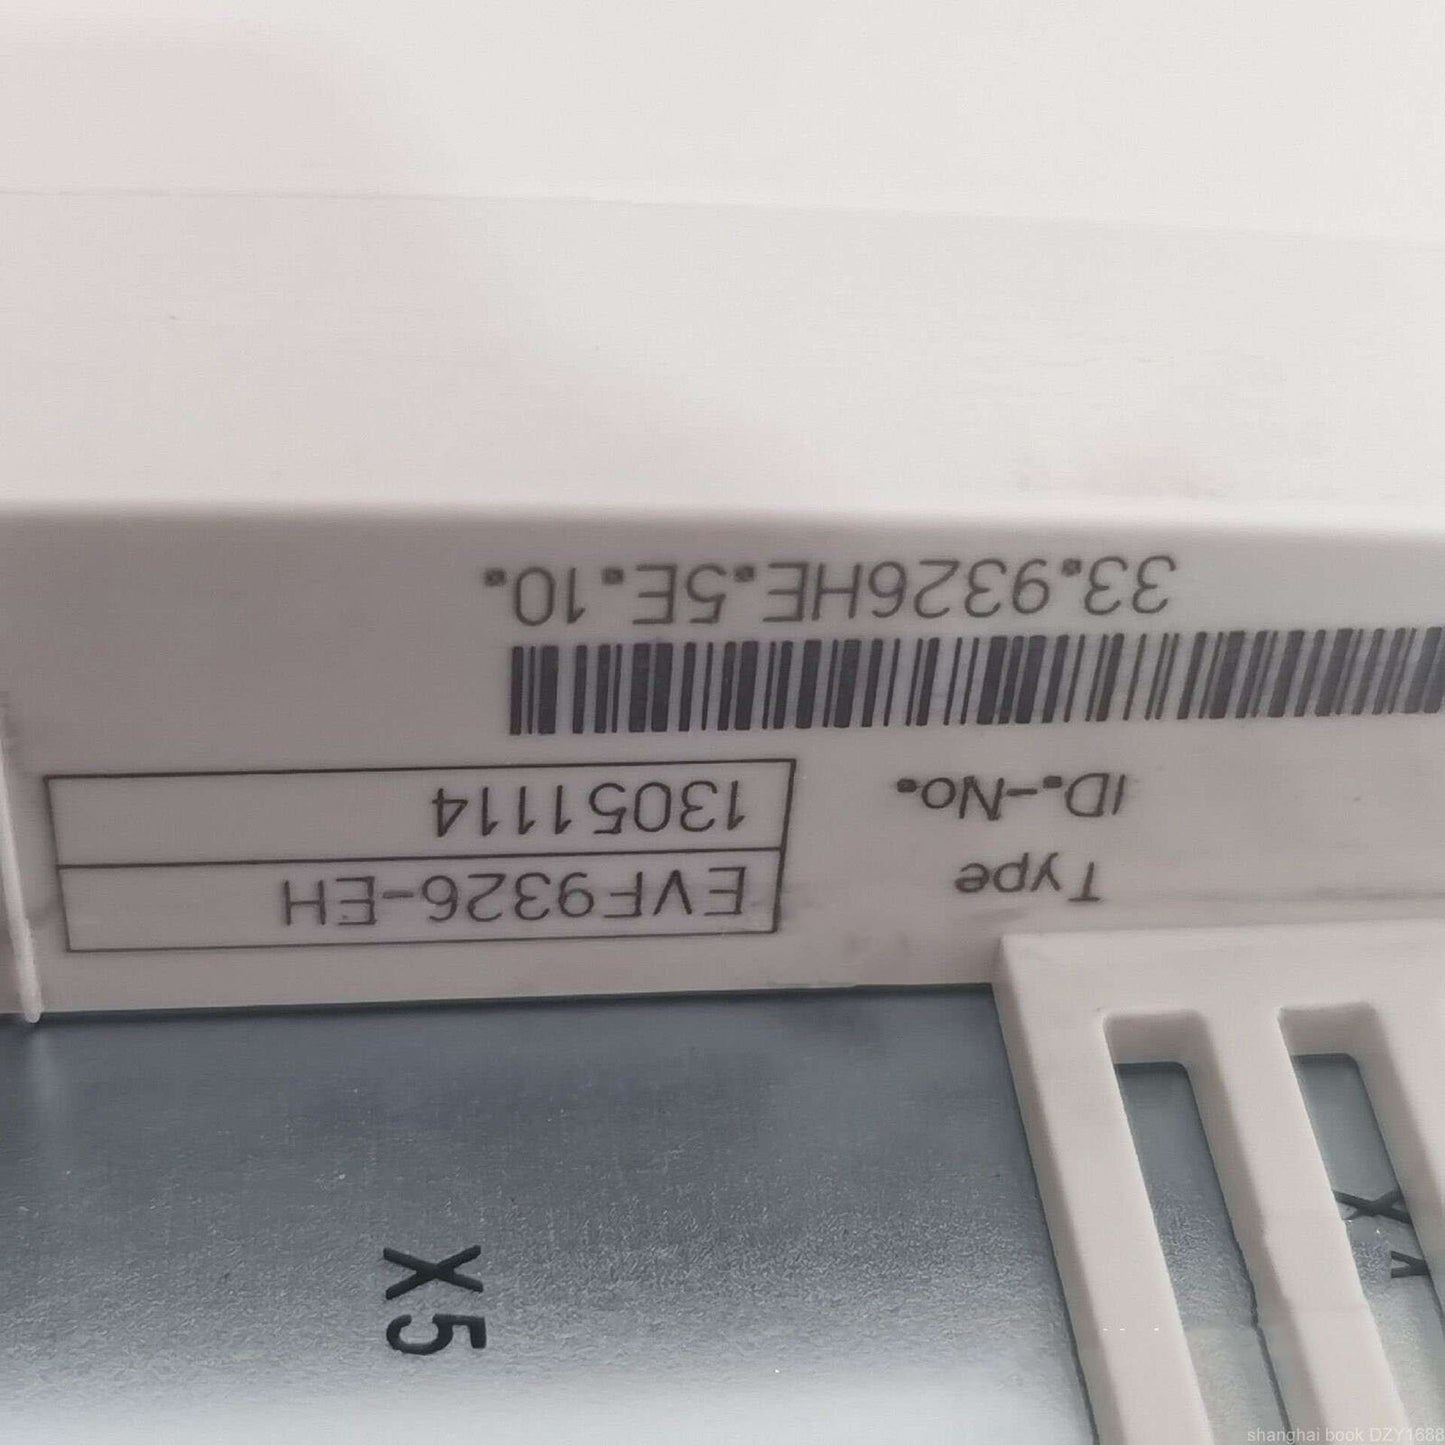 Type EVF9326-EH
ID.-No. 13051114
33.9326HE.5E.10.
X5
shanghai book DZY1688